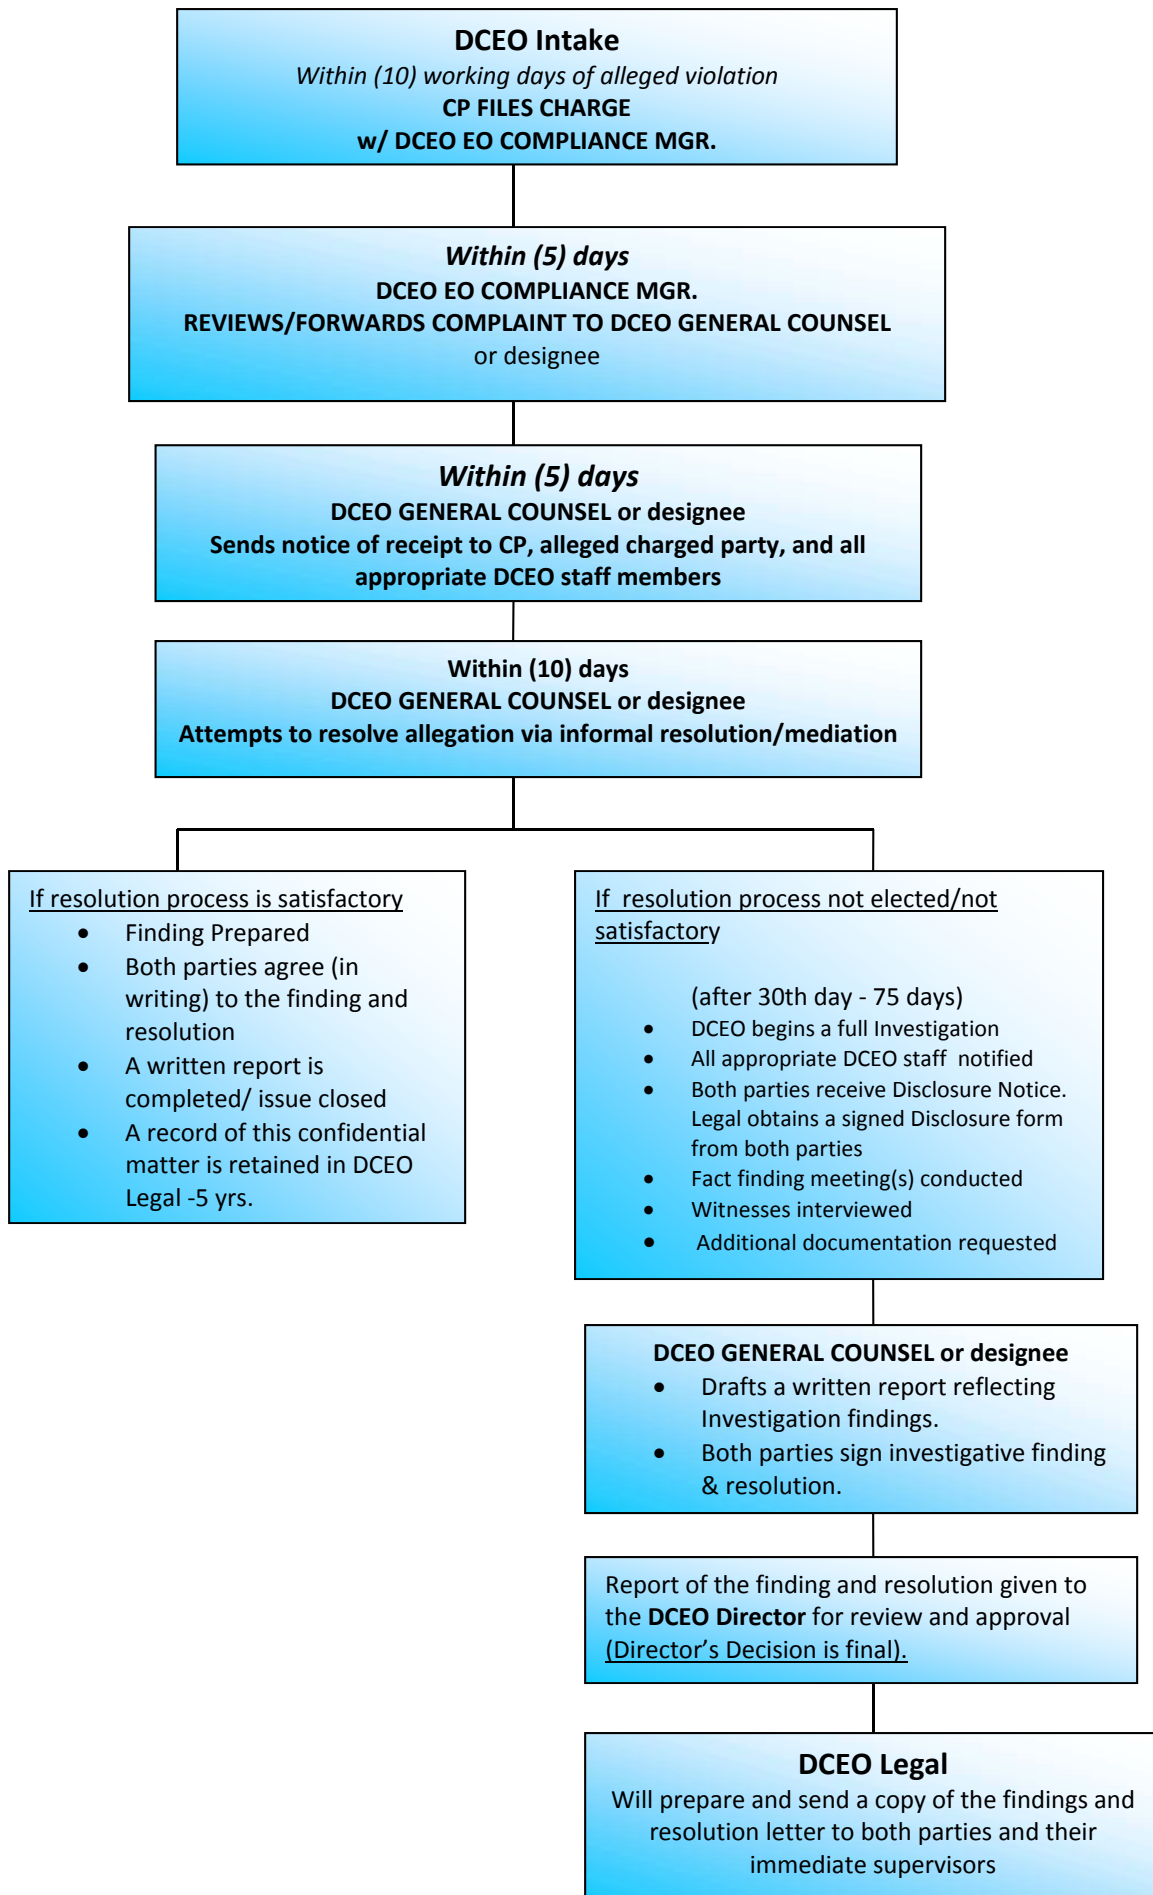 DCEO Intake
Within (10) working days of alleged violation
CP FILES CHARGE
w/ DCEO EO COMPLIANCE MGR.
Within (5) days
DCEO EO COMPLIANCE MGR.
REVIEWS/FORWARDS COMPLAINT TO DCEO GENERAL COUNSEL
or designee
Within (5) days
DCEO GENERAL COUNSEL or designee
Sends notice of receipt to CP, alleged charged party, and all
appropriate DCEO staff members
Within (10) days
DCEO GENERAL COUNSEL or designee
Attempts to resolve allegation via informal resolution/mediation
If resolution process is satisfactory
• Finding Prepared
• Both parties agree (in
writing) to the finding and
resolution
• A written report is
completed/ issue closed
• A record of this confidential
matter is retained in DCEO
Legal -5 yrs.
If resolution process not elected/not
satisfactory
(after 30th day - 75 days)
• DCEO begins a full Investigation
• All appropriate DCEO staff notified
• Both parties receive Disclosure Notice.
Legal obtains a signed Disclosure form
from both parties
• Fact finding meeting(s) conducted
• Witnesses interviewed
• Additional documentation requested
DCEO GENERAL COUNSEL or designee
• Drafts a written report reflecting
Investigation findings.
• Both parties sign investigative finding
& resolution.
Report of the finding and resolution given to
the DCEO Director for review and approval
(Director’s Decision is final).
DCEO Legal
Will prepare and send a copy of the findings and
resolution letter to both parties and their
immediate supervisors